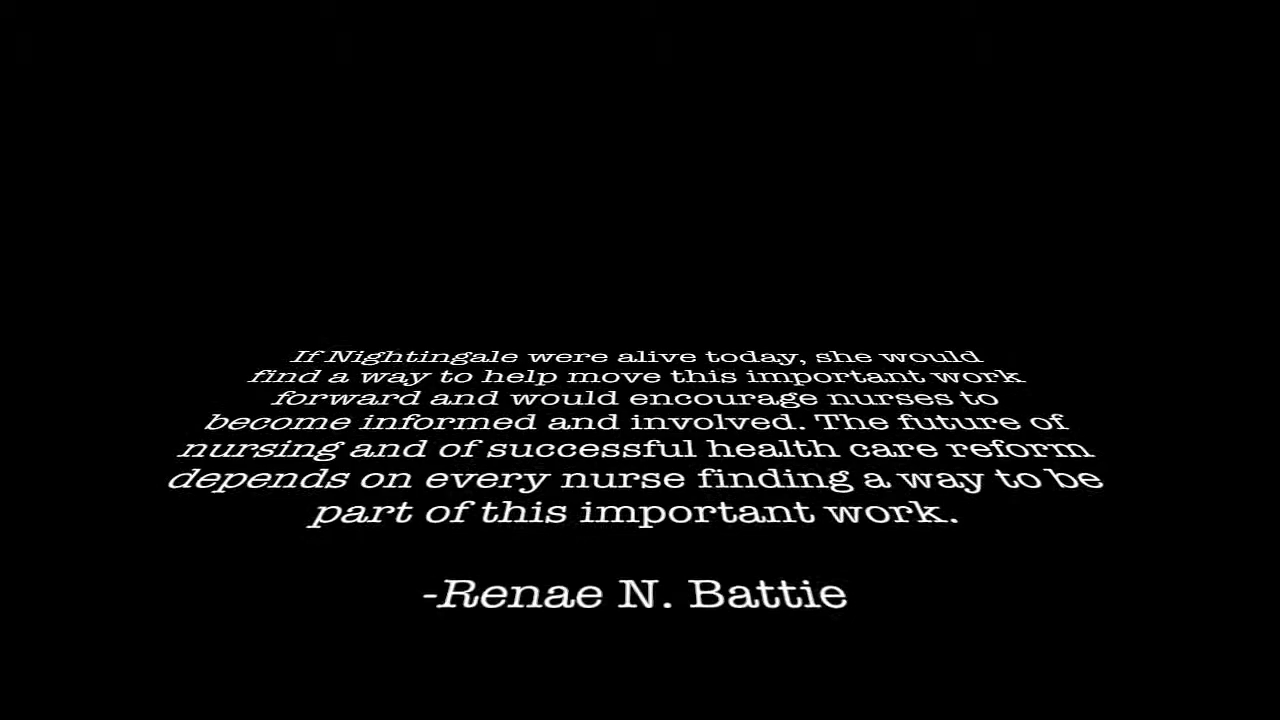 If Nightingale were alive today, she would
find a way to help move this important work
forward and would encourage nurses to
become informed and involved. The future of
nursing and of successful health care reform
depends on every nurse finding a way to be
part of this important work.
-Renae N. Battie